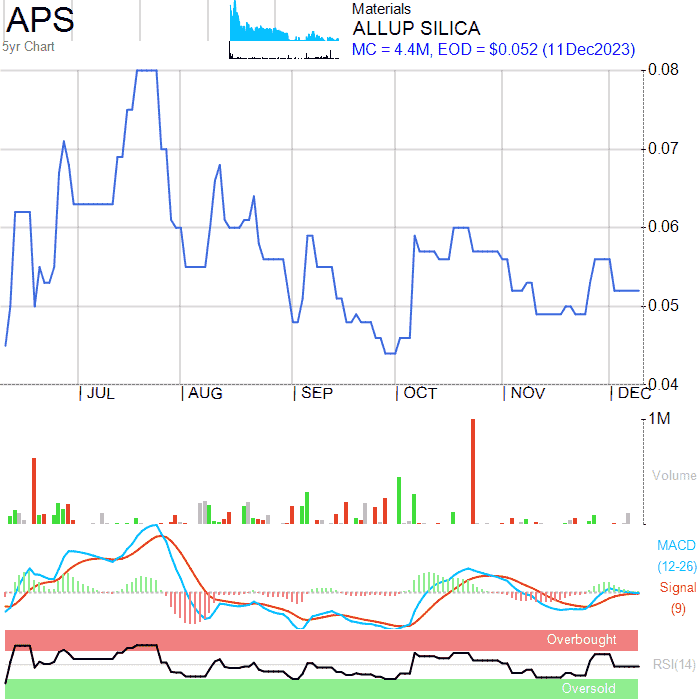 APS
5yr Chart
Materials
ALLUP SILICA
MC = 4.4M, EOD = $0.052 (11Dec2023)
0.08
0.07
0.06
0.05
0.04
JUL AUG SEP OCT NOV DEC
1M
Volume
MACD
(12-26)
Signal
(9)
Overbought
RSI(14)
Oversold